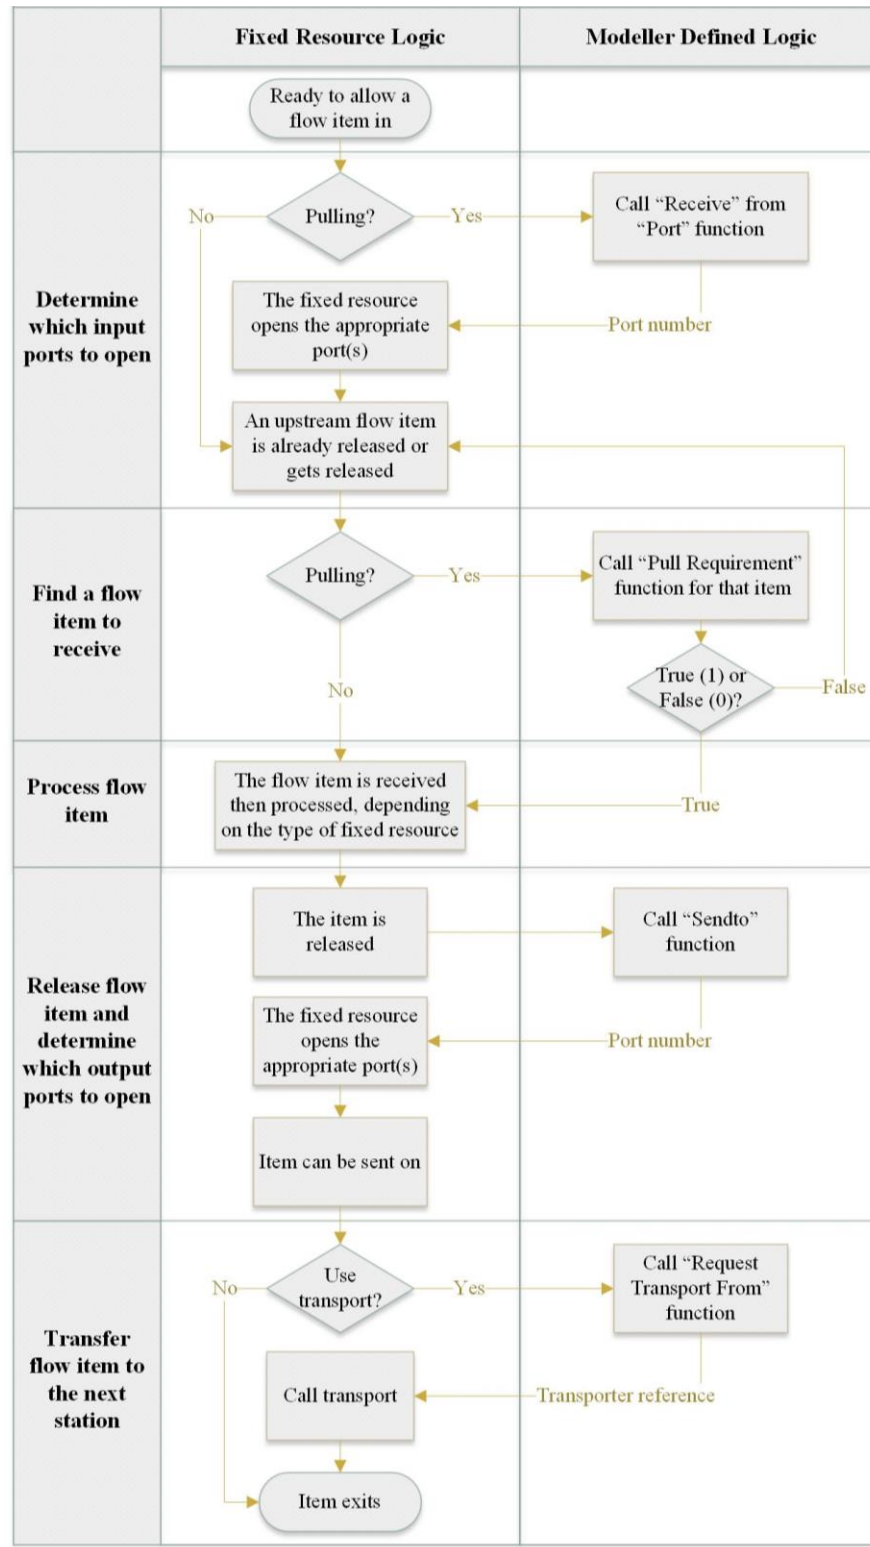 Fixed Resource Logic
Modeller Defined Logic
Ready to allow a
flow item in
Determine
which input
ports to open
Pulling?
No
Yes
Call “Receive” from
“Port” function
The fixed resource
opens the appropriate
port(s)
Port number
An upstream flow item
is already released or
gets released
Find a flow
item to
receive
Pulling?
Yes
Call “Pull Requirement”
function for that item
No
True (1) or
False (0)?
False
Process flow
item
The flow item is received
then processed, depending
on the type of fixed resource
True
Release flow
item and
determine
which output
ports to open
The item is
released
Call “Sendto”
function
The fixed resource
opens the
appropriate port(s)
Port number
Item can be sent on
Transfer
flow item to
the next
station
Use
transport?
No
Yes
Call “Request
Transport From”
function
Call transport
Transporter reference
Item exits